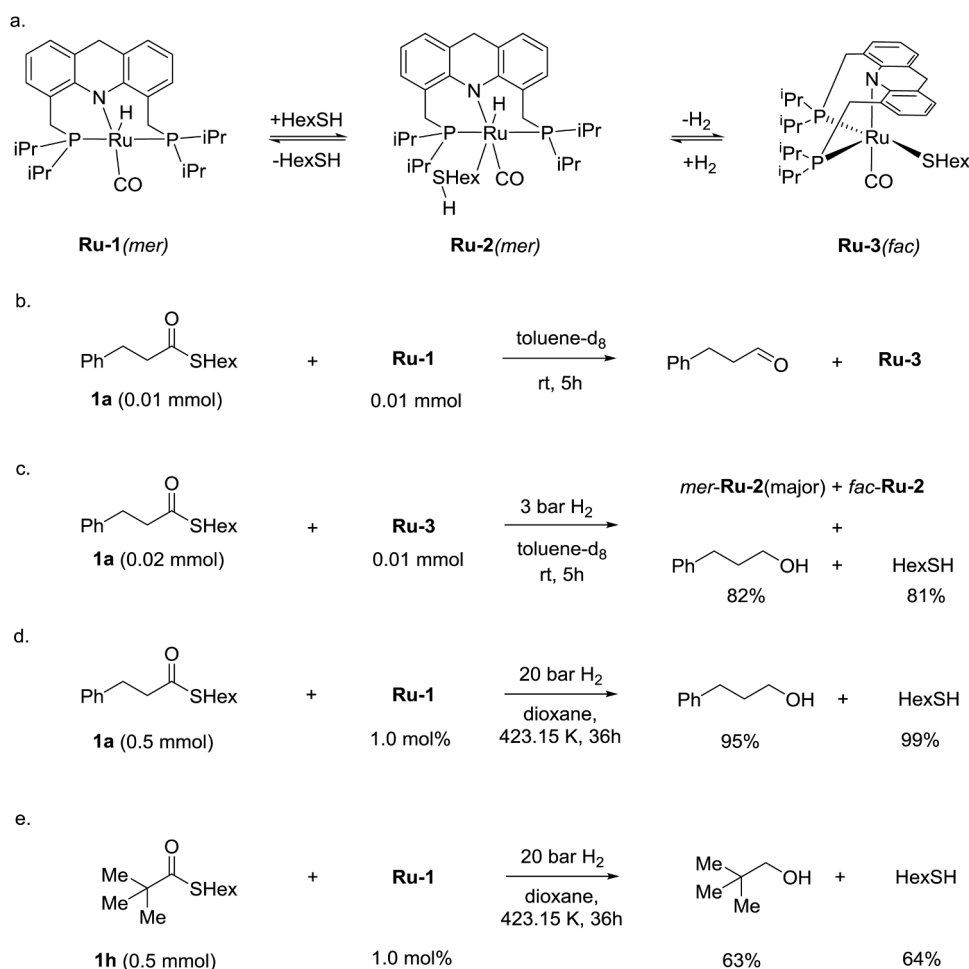 a.
N
H
iPr
P
Ru
P
iPr
iPr
iPr
CO
Ru-1(mer)
+HexSH
-HexSH
N
H
iPr
P
Ru
P
iPr
iPr
iPr
SHex
CO
S
H
Ru-2(mer)
-H2
+H2
N
iPr
iPr
P
Ru
iPr
P
iPr
SHex
CO
Ru-3(fac)
b.
O
Ph
SHex
1a (0.01 mmol)
+
Ru-1
0.01 mmol
toluene-d8
rt, 5h
Ph
O
+
Ru-3
c.
O
Ph
SHex
1a (0.02 mmol)
+
Ru-3
0.01 mmol
3 bar H2
toluene-d8
rt, 5h
mer-Ru-2(major) + fac-Ru-2
+
Ph
OH
+
HexSH
82%
81%
d.
O
Ph
SHex
1a (0.5 mmol)
+
Ru-1
1.0 mol%
20 bar H2
dioxane,
423.15 K, 36h
Ph
OH
+
HexSH
95%
99%
e.
O
Me
SHex
Me
Me
1h (0.5 mmol)
+
Ru-1
1.0 mol%
20 bar H2
dioxane,
423.15 K, 36h
Me
OH
Me
Me
+
HexSH
63%
64%